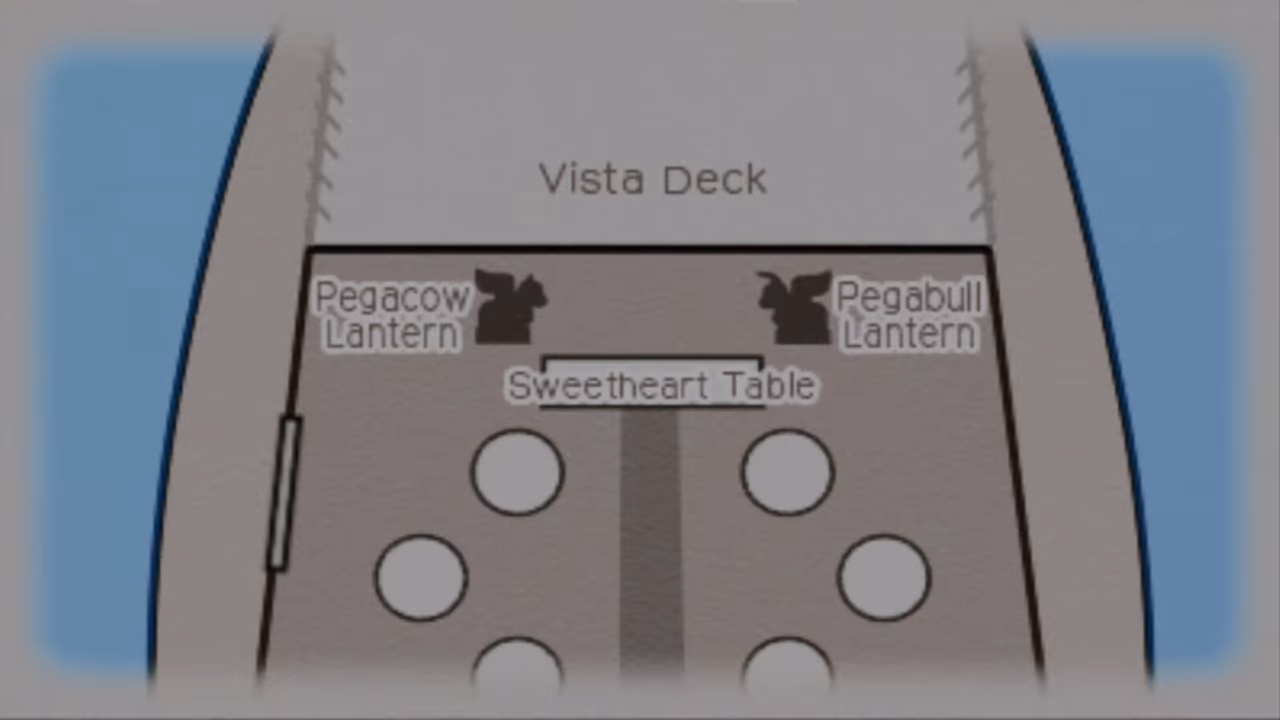 Vista Deck
Pegacow
Lantern
Pegabull
Lantern
Sweetheart Table